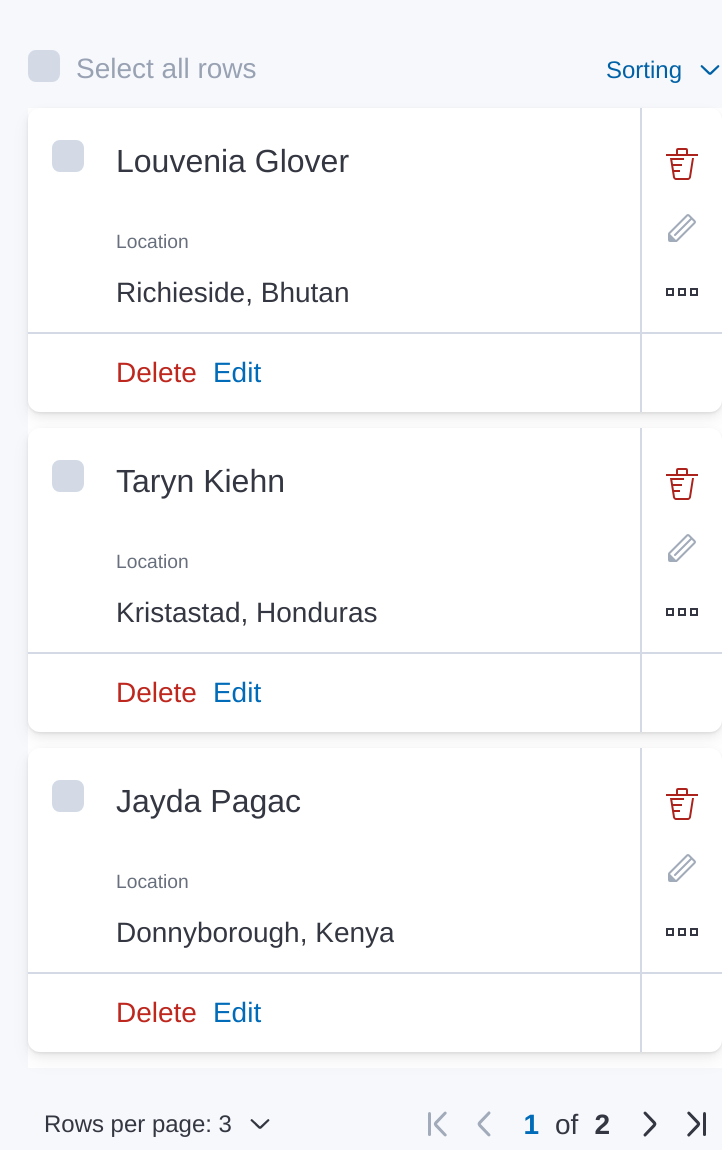 Select all rows Sorting
Louvenia Glover
Location
Richieside, Bhutan
Delete Edit
Taryn Kiehn
Location
Kristastad, Honduras
Delete Edit
Jayda Pagac
Location
Donnyborough, Kenya
Delete Edit
Rows per page: 3 1 of 2